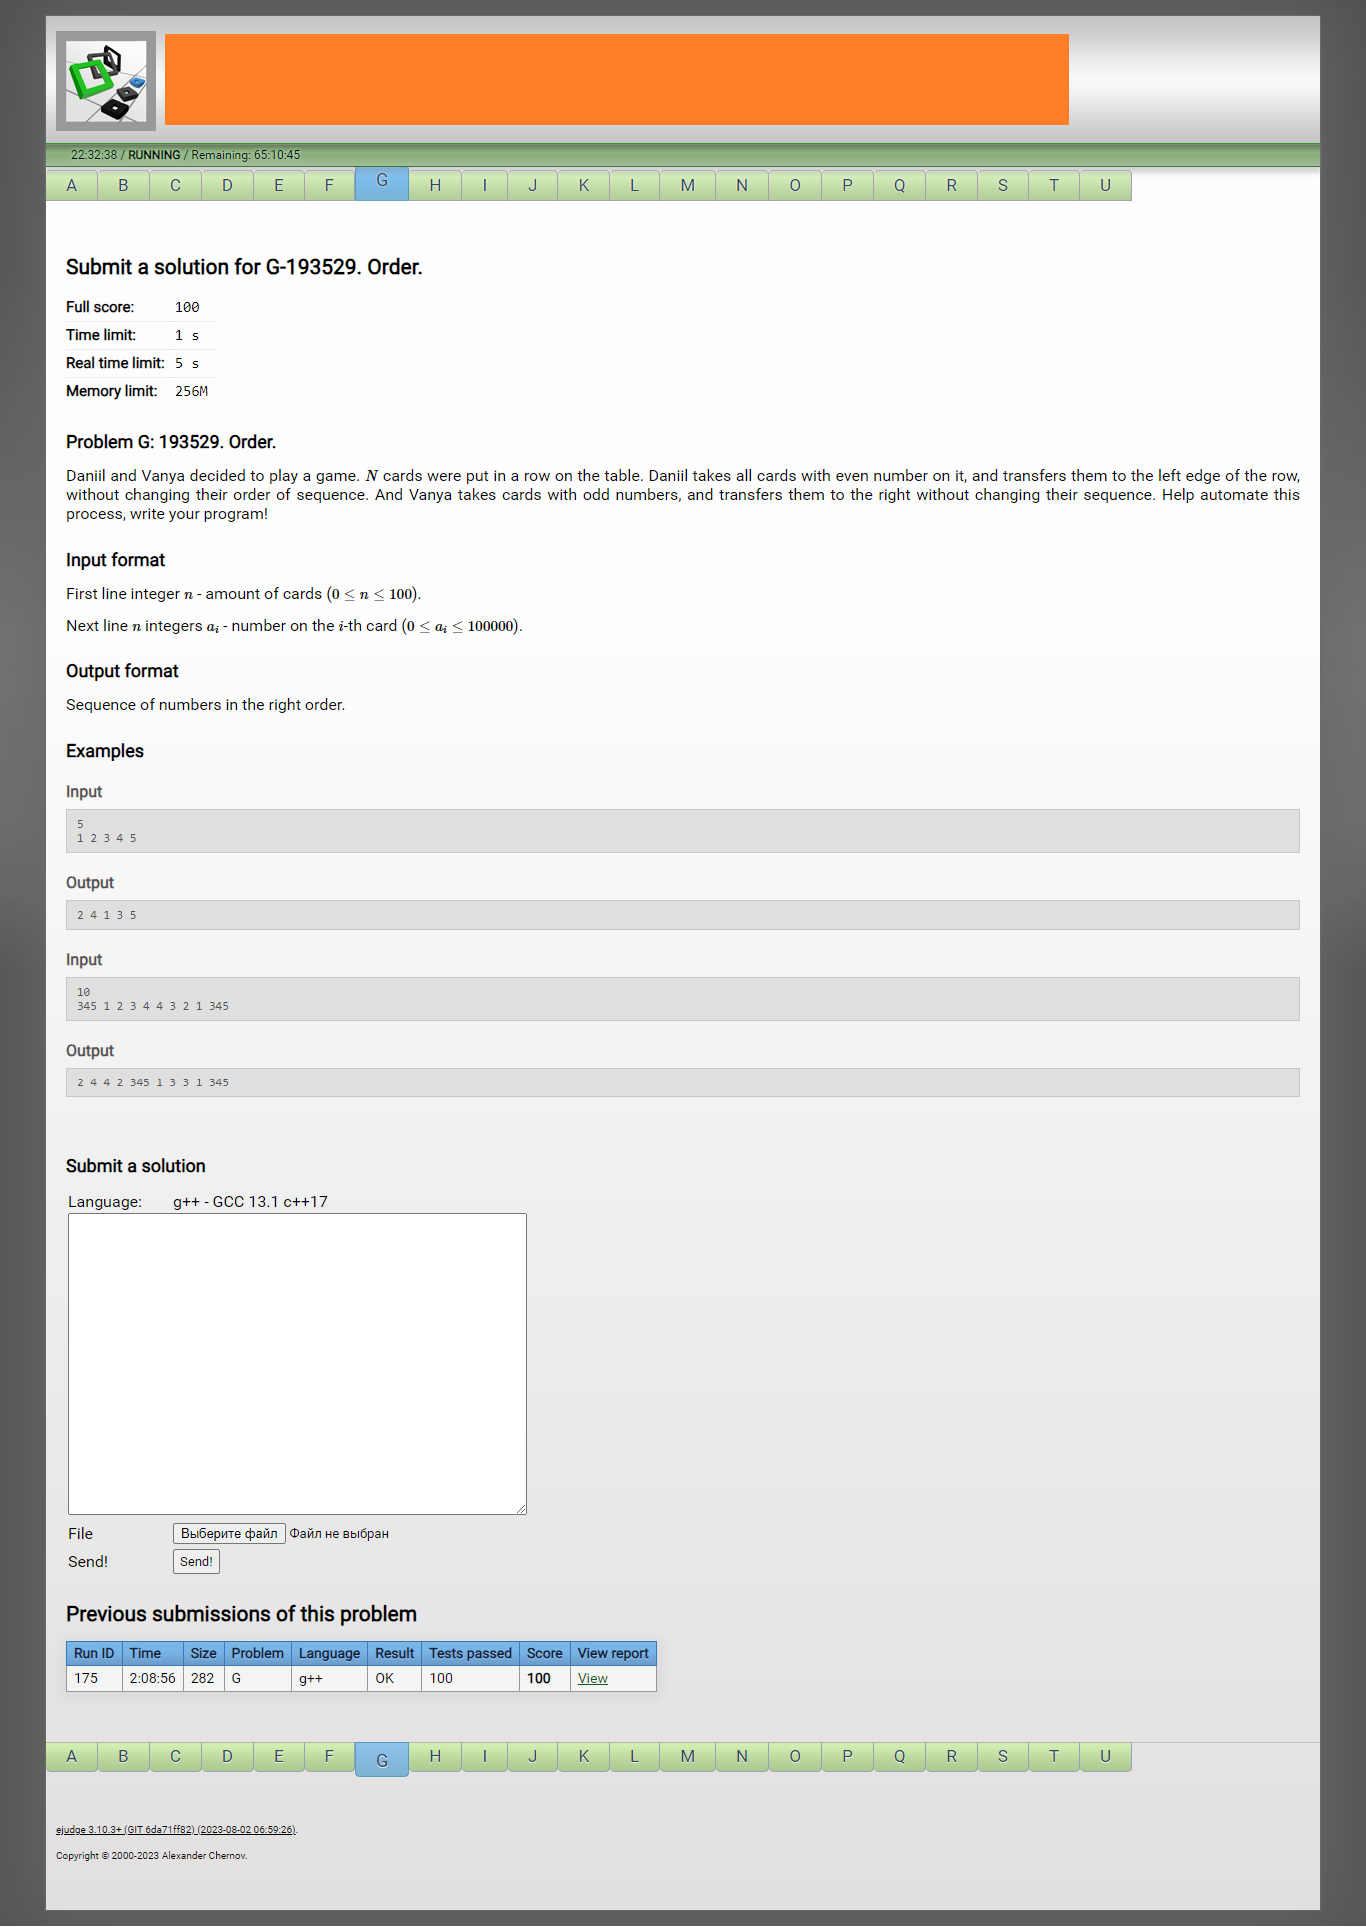 22:32:38 / RUNNING / Remaining: 65:10:45
A B C D E F G H I J K L M N O P Q R S T U
Submit a solution for G-193529. Order.
Full score: 100
Time limit: 1 s
Real time limit: 5 s
Memory limit: 256M
Problem G: 193529. Order.
Daniil and Vanya decided to play a game. N cards were put in a row on the table. Daniil takes all cards with even number on it, and transfers them to the left edge of the row,
without changing their order of sequence. And Vanya takes cards with odd numbers, and transfers them to the right without changing their sequence. Help automate this
process, write your program!
Input format
First line integer n - amount of cards (0 ≤ n ≤ 100).
Next line n integers aᵢ - number on the i-th card (0 ≤ aᵢ ≤ 100000).
Output format
Sequence of numbers in the right order.
Examples
Input
5
1 2 3 4 5
Output
2 4 1 3 5
Input
10
345 1 2 3 4 4 3 2 1 345
Output
2 4 4 2 345 1 3 3 1 345
Submit a solution
Language: g++ - GCC 13.1 c++17
File Выберите файл Файл не выбран
Send! Send!
Previous submissions of this problem
Run ID Time Size Problem Language Result Tests passed Score View report
175 2:08:56 282 G g++ OK 100 100 View
A B C D E F G H I J K L M N O P Q R S T U
ejudge 3.10.3+ (GIT 6da71ff82) (2023-08-02 06:59:26).
Copyright © 2000-2023 Alexander Chernov.